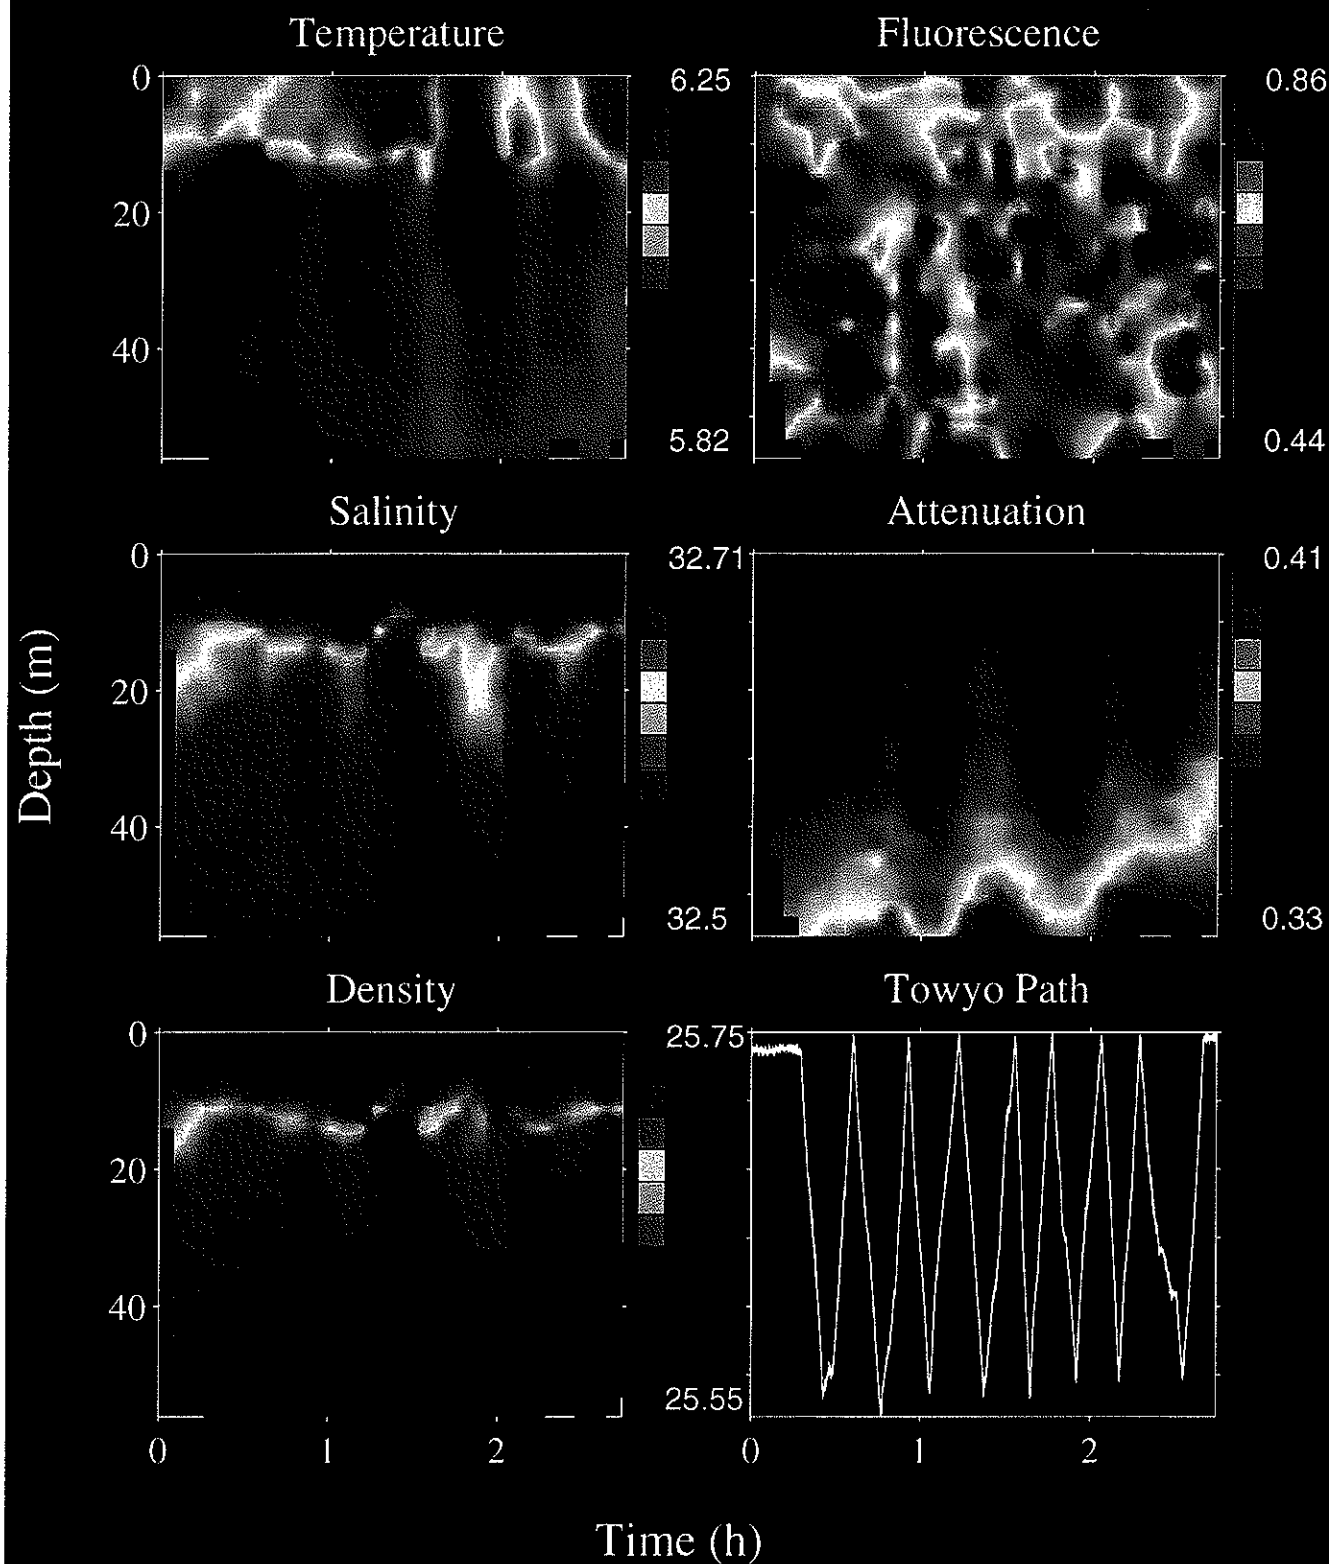 Temperature
Fluorescence
0
20
40
6.25
5.82
0.86
0.44
Salinity
Attenuation
0
20
40
32.71
32.5
0.41
0.33
Depth (m)
Density
Towyo Path
0
20
40
25.75
25.55
0 1 2
0 1 2
Time (h)